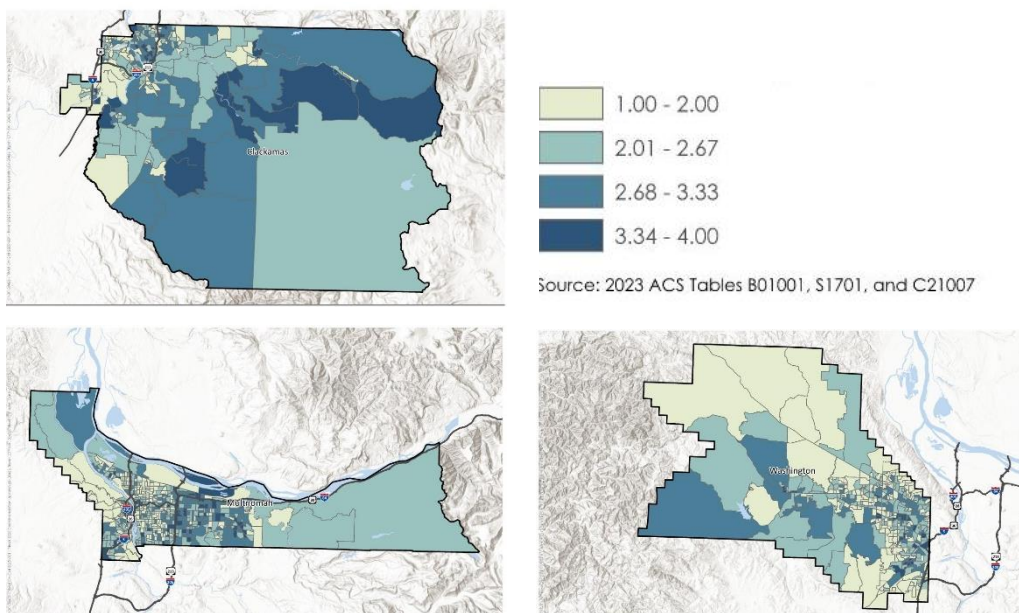 Clackamas
1.00 - 2.00
2.01 - 2.67
2.68 - 3.33
3.34 - 4.00
Source: 2023 ACS Tables B01001, S1701, and C21007
Multnomah
Washington